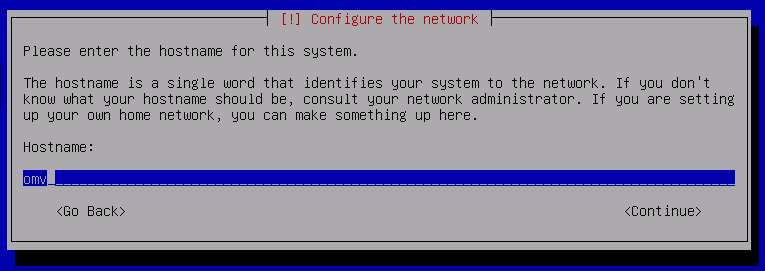 [!] Configure the network
Please enter the hostname for this system.
The hostname is a single word that identifies your system to the network. If you don't
know what your hostname should be, consult your network administrator. If you are setting
up your own home network, you can make something up here.
Hostname:
omv
<Go Back> <Continue>